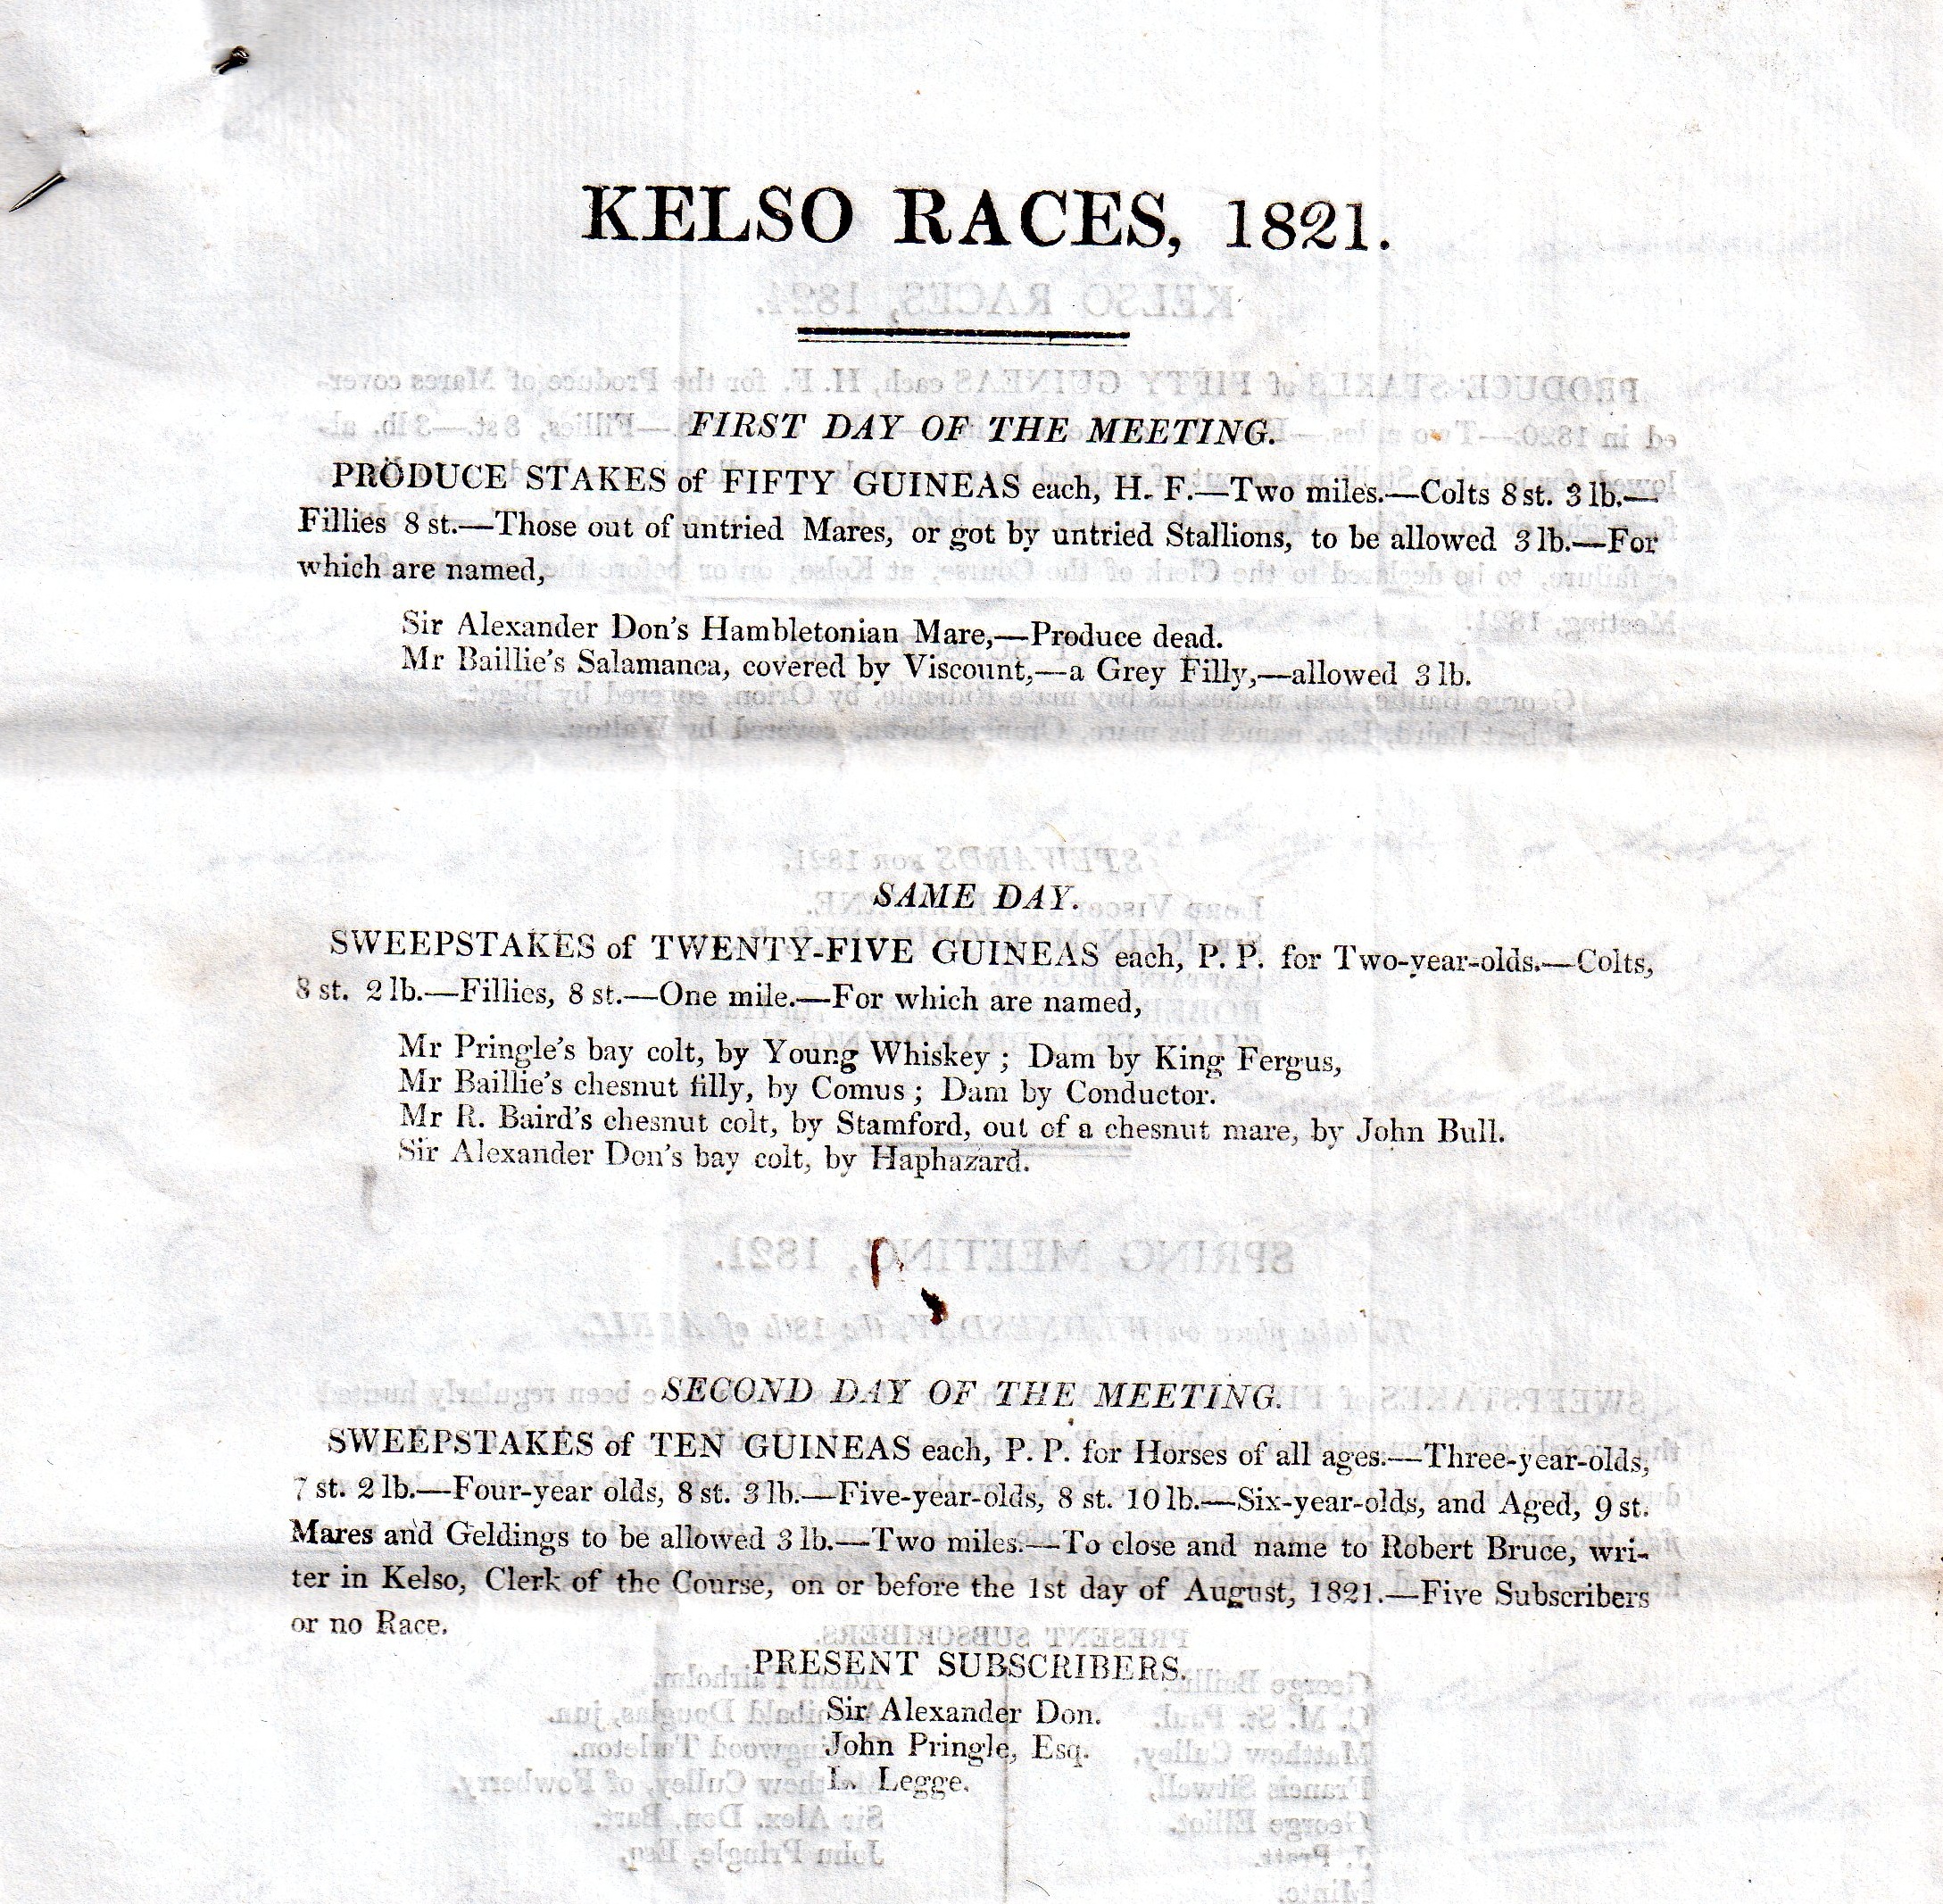 KELSO RACES, 1821.
FIRST DAY OF THE MEETING.
PRODUCE STAKES of FIFTY GUINEAS each, H. F.—Two miles.—Colts 8 st. 3 lb.—
Fillies 8 st.—Those out of untried Mares, or got by untried Stallions, to be allowed 3 lb.—For
which are named,
Sir Alexander Don's Hambletonian Mare,—Produce dead.
Mr Baillie's Salamanca, covered by Viscount,—a Grey Filly,—allowed 3 lb.
SAME DAY.
SWEEPSTAKES of TWENTY-FIVE GUINEAS each, P. P. for Two-year-olds.—Colts,
8 st. 2 lb.—Fillies, 8 st.—One mile.—For which are named,
Mr Pringle's bay colt, by Young Whiskey ; Dam by King Fergus,
Mr Baillie's chesnut filly, by Comus ; Dam by Conductor.
Mr R. Baird's chesnut colt, by Stamford, out of a chesnut mare, by John Bull.
Sir Alexander Don's bay colt, by Haphazard.
SECOND DAY OF THE MEETING.
SWEEPSTAKES of TEN GUINEAS each, P. P. for Horses of all ages.—Three-year-olds,
7 st. 2 lb.—Four-year olds, 8 st. 3 lb.—Five-year-olds, 8 st. 10 lb.—Six-year-olds, and Aged, 9 st.
Mares and Geldings to be allowed 3 lb.—Two miles.—To close and name to Robert Bruce, wri-
ter in Kelso, Clerk of the Course, on or before the 1st day of August, 1821.—Five Subscribers
or no Race.
PRESENT SUBSCRIBERS.
Sir Alexander Don.
John Pringle, Esq.
L. Legge.